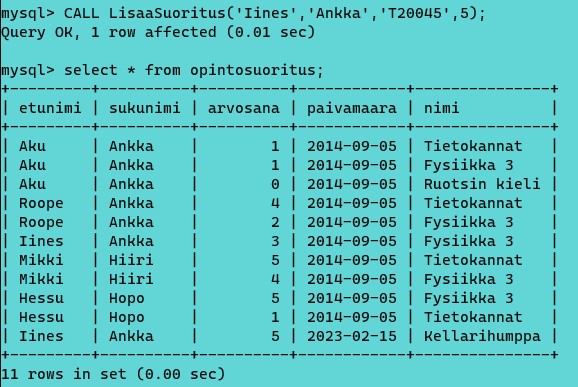 mysql> CALL LisaaSuoritus('Iines','Ankka','T20045',5);
Query OK, 1 row affected (0.01 sec)

mysql> select * from opintosuoritus;
+---------+----------+----------+------------+---------------+
| etunimi | sukunimi | arvosana | paivamaara | nimi          |
+---------+----------+----------+------------+---------------+
| Aku     | Ankka    |        1 | 2014-09-05 | Tietokannat   |
| Aku     | Ankka    |        1 | 2014-09-05 | Fysiikka 3    |
| Aku     | Ankka    |        0 | 2014-09-05 | Ruotsin kieli |
| Roope   | Ankka    |        4 | 2014-09-05 | Tietokannat   |
| Roope   | Ankka    |        2 | 2014-09-05 | Fysiikka 3    |
| Iines   | Ankka    |        3 | 2014-09-05 | Fysiikka 3    |
| Mikki   | Hiiri    |        5 | 2014-09-05 | Tietokannat   |
| Mikki   | Hiiri    |        4 | 2014-09-05 | Fysiikka 3    |
| Hessu   | Hopo     |        5 | 2014-09-05 | Fysiikka 3    |
| Hessu   | Hopo     |        1 | 2014-09-05 | Tietokannat   |
| Iines   | Ankka    |        5 | 2023-02-15 | Kellarihumppa |
+---------+----------+----------+------------+---------------+
11 rows in set (0.00 sec)